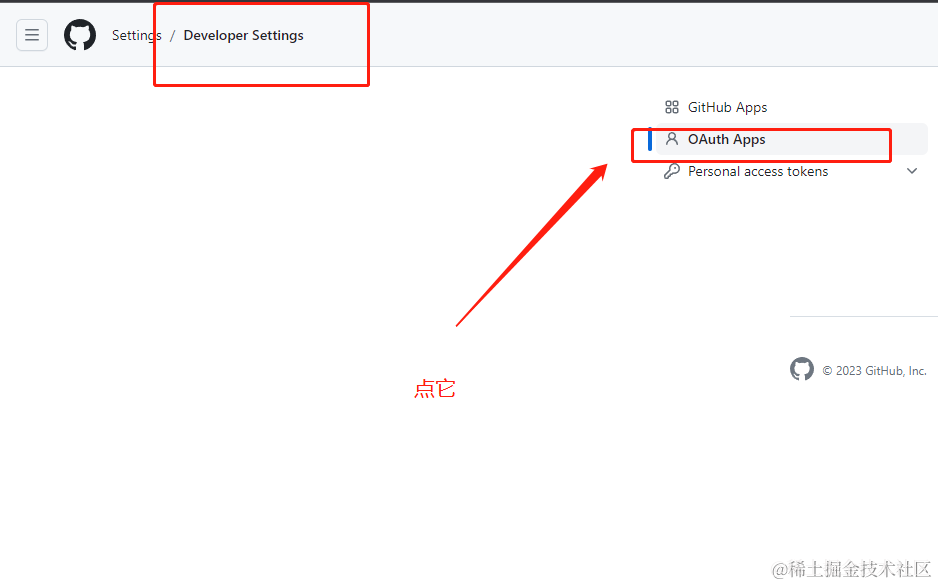 Settings / Developer Settings
GitHub Apps
OAuth Apps
Personal access tokens
点它
© 2023 GitHub, Inc.
@稀土掘金技术社区